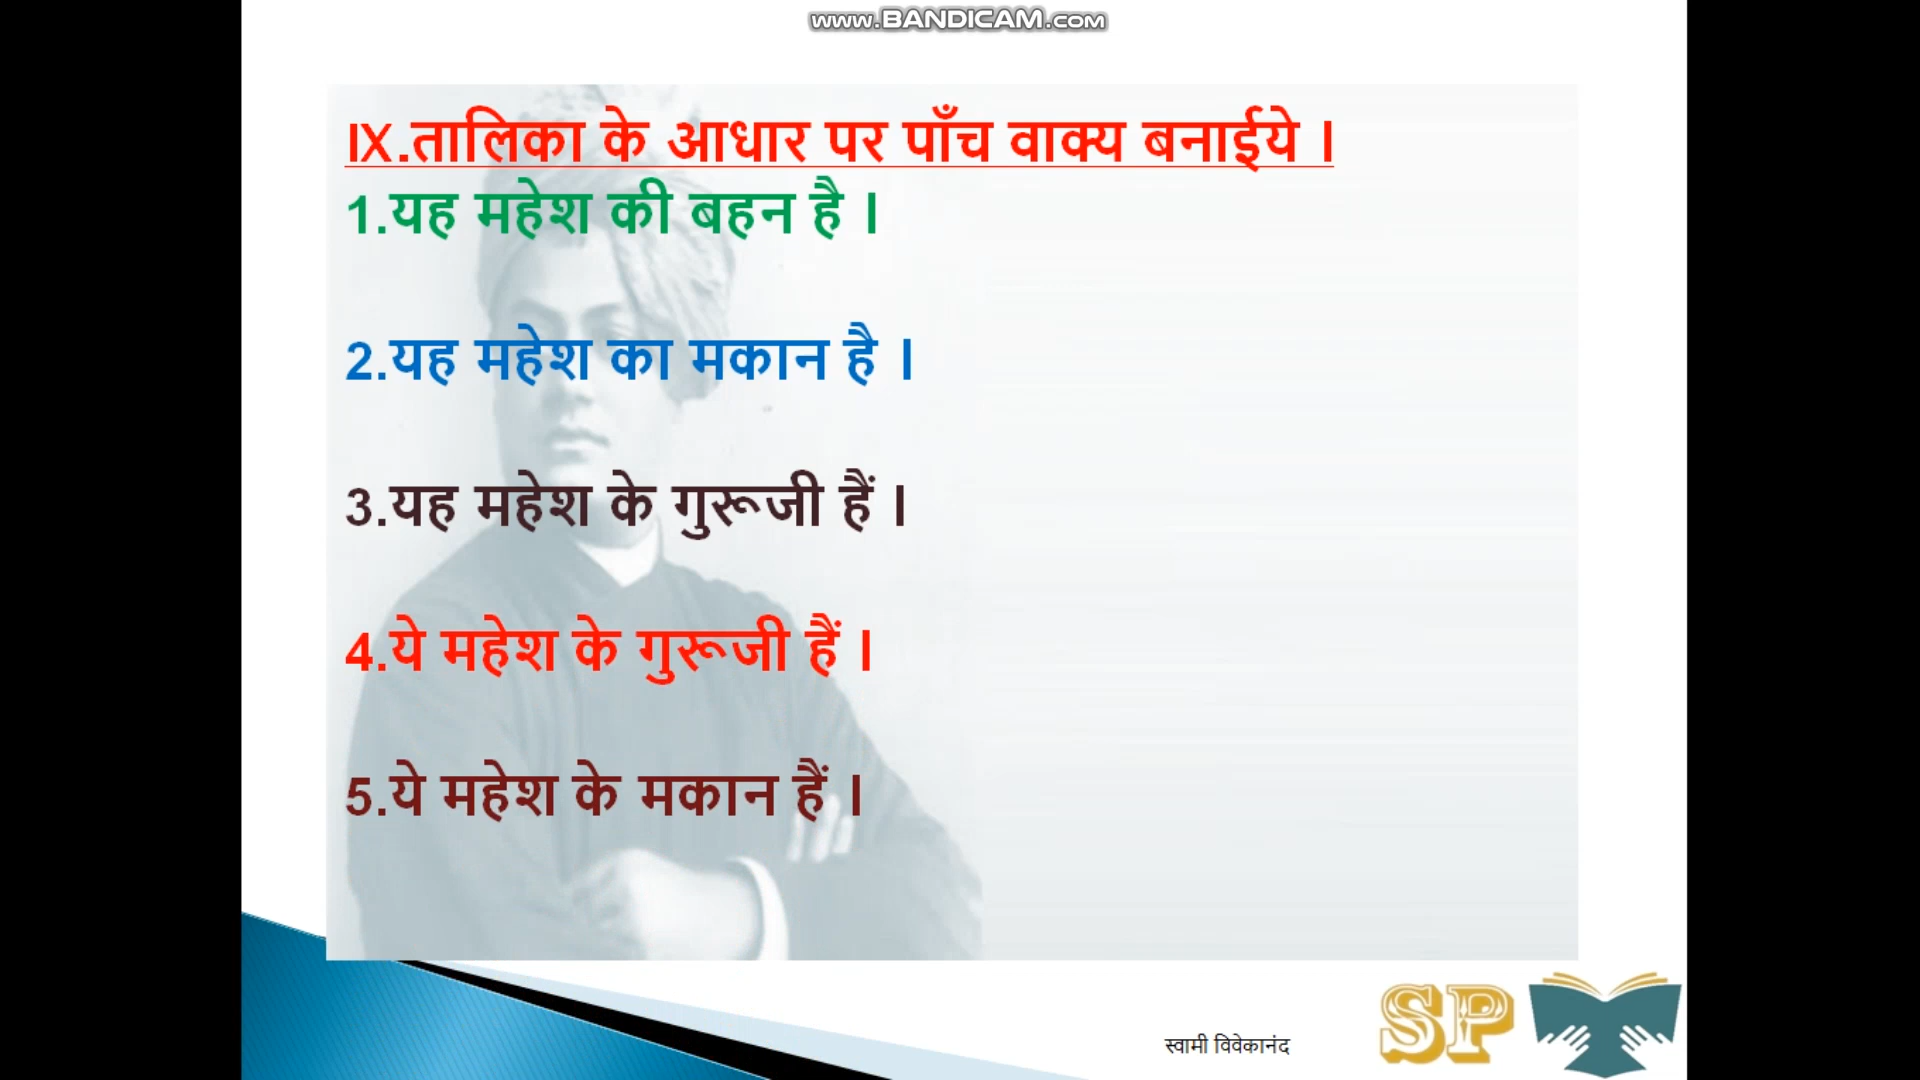 www.BANDICAM.com
IX.तालिका के आधार पर पाँच वाक्य बनाईये ।
1.यह महेश की बहन है ।
2.यह महेश का मकान है ।
3.यह महेश के गुरूजी हैं ।
4.ये महेश के गुरूजी हैं ।
5.ये महेश के मकान हैं ।
स्वामी विवेकानंद
SP